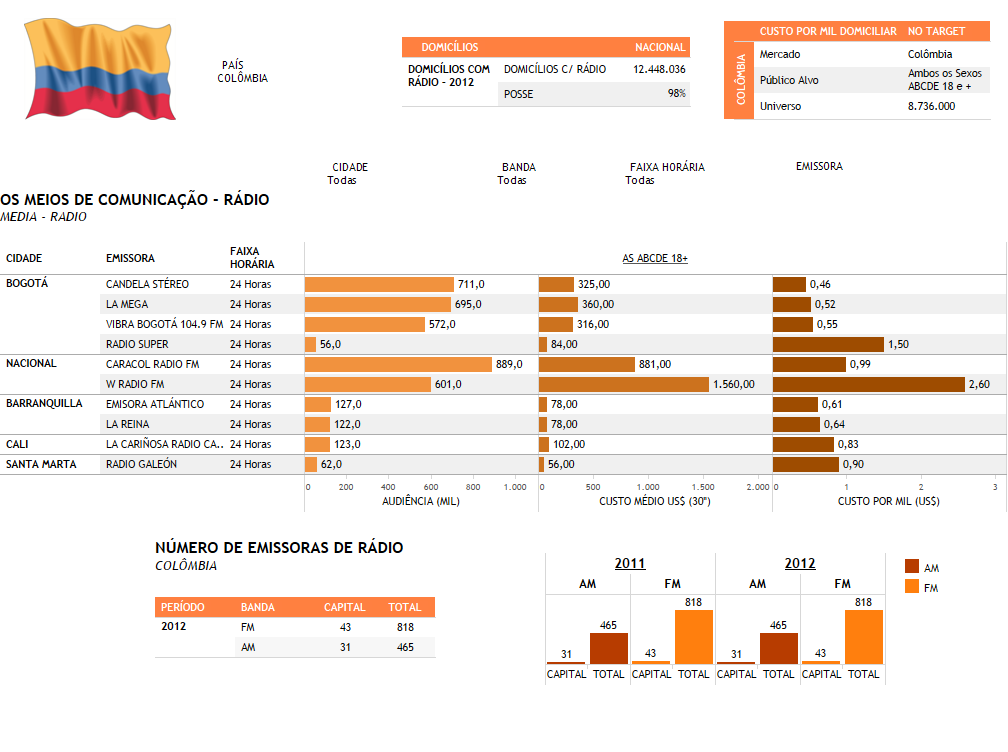 PAÍS
COLÔMBIA
DOMICÍLIOS NACIONAL
DOMICÍLIOS COM RÁDIO - 2012 DOMICÍLIOS C/ RÁDIO 12.448.036
POSSE 98%
COLÔMBIA
CUSTO POR MIL DOMICILIAR NO TARGET
Mercado Colômbia
Público Alvo Ambos os Sexos ABCDE 18 e +
Universo 8.736.000
CIDADE BANDA FAIXA HORÁRIA EMISSORA
Todas Todas Todas
OS MEIOS DE COMUNICAÇÃO - RÁDIO
MEDIA - RADIO
CIDADE EMISSORA FAIXA HORÁRIA AS ABCDE 18+
BOGOTÁ CANDELA STÉREO 24 Horas 711,0 325,00 0,46
LA MEGA 24 Horas 695,0 360,00 0,52
VIBRA BOGOTÁ 104.9 FM 24 Horas 572,0 316,00 0,55
RADIO SUPER 24 Horas 56,0 84,00 1,50
NACIONAL CARACOL RADIO FM 24 Horas 889,0 881,00 0,99
W RADIO FM 24 Horas 601,0 1.560,00 2,60
BARRANQUILLA EMISORA ATLÁNTICO 24 Horas 127,0 78,00 0,61
LA REINA 24 Horas 122,0 78,00 0,64
CALI LA CARIÑOSA RADIO CA.. 24 Horas 123,0 102,00 0,83
SANTA MARTA RADIO GALEÓN 24 Horas 62,0 56,00 0,90
0 200 400 600 800 1.000 0 500 1.000 1.500 2.000 0 1 2 3
AUDIÊNCIA (MIL) CUSTO MÉDIO US$ (30") CUSTO POR MIL (US$)
NÚMERO DE EMISSORAS DE RÁDIO
COLÔMBIA
PERÍODO BANDA CAPITAL TOTAL
2012 FM 43 818
AM 31 465
2011 2012
AM FM AM FM
31 465 43 818 31 465 43 818
CAPITAL TOTAL CAPITAL TOTAL CAPITAL TOTAL CAPITAL TOTAL
AM
FM